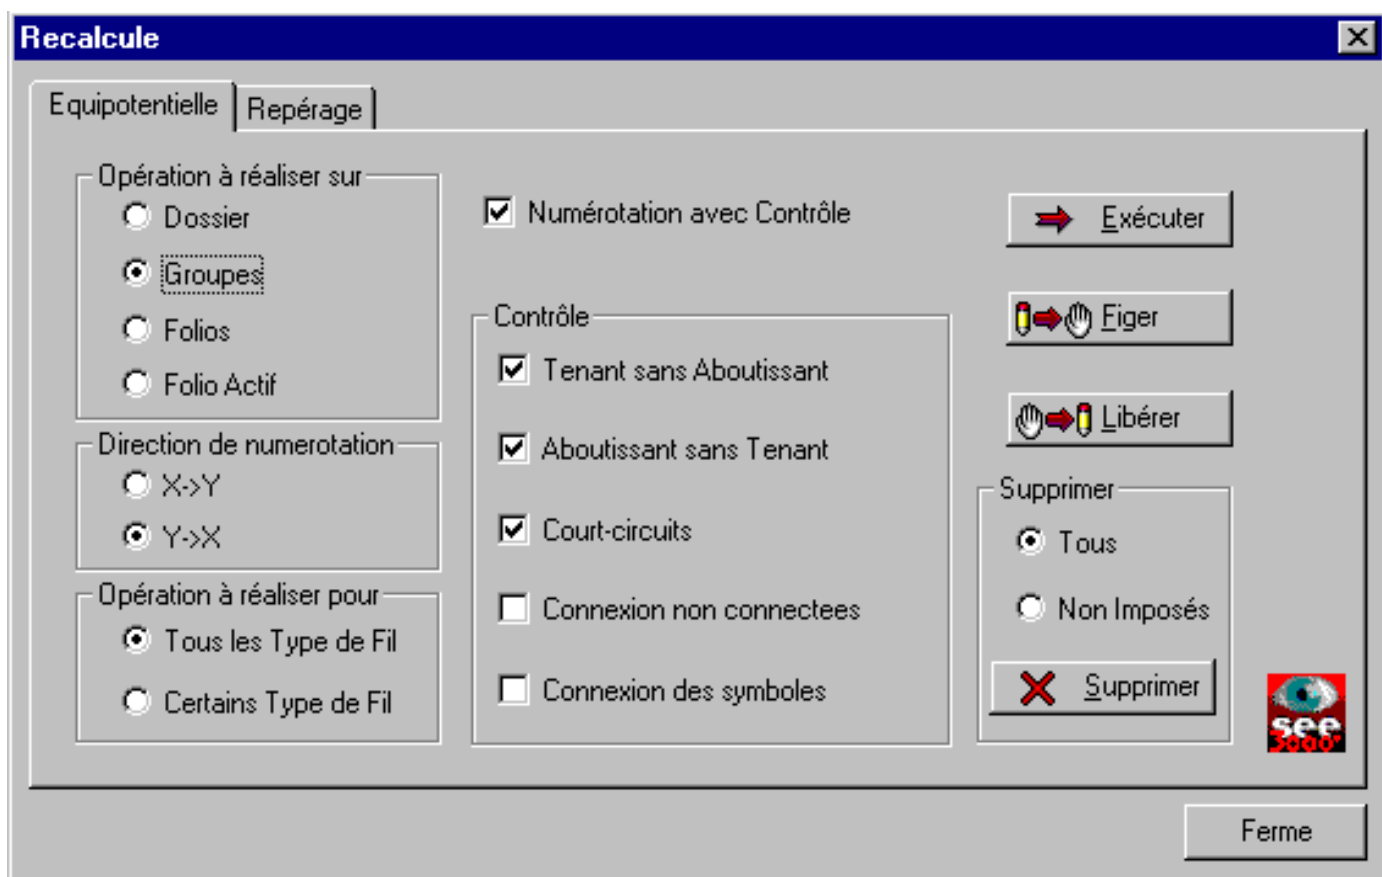 Recalcule
Equipotentielle
Repérage
Opération à réaliser sur
Dossier
Groupes
Folios
Folio Actif
Direction de numerotation
X->Y
Y->X
Opération à réaliser pour
Tous les Type de Fil
Certains Type de Fil
Numérotation avec Contrôle
Contrôle
Tenant sans Aboutissant
Aboutissant sans Tenant
Court-circuits
Connexion non connectees
Connexion des symboles
Exécuter
Figer
Libérer
Supprimer
Tous
Non Imposés
Supprimer
see
3000
Ferme